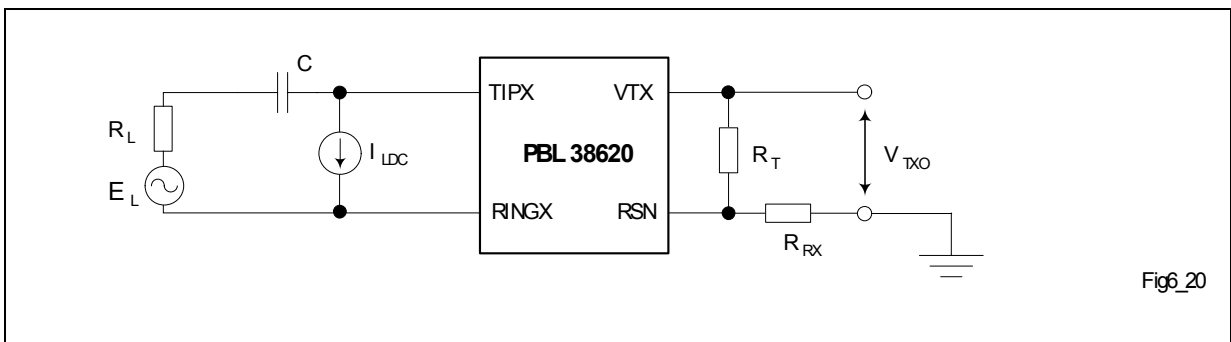 C
TIPX
VTX
R L
I LDC
PBL 38620
R T
V TXO
E L
RINGX
RSN
R RX
Fig6_20